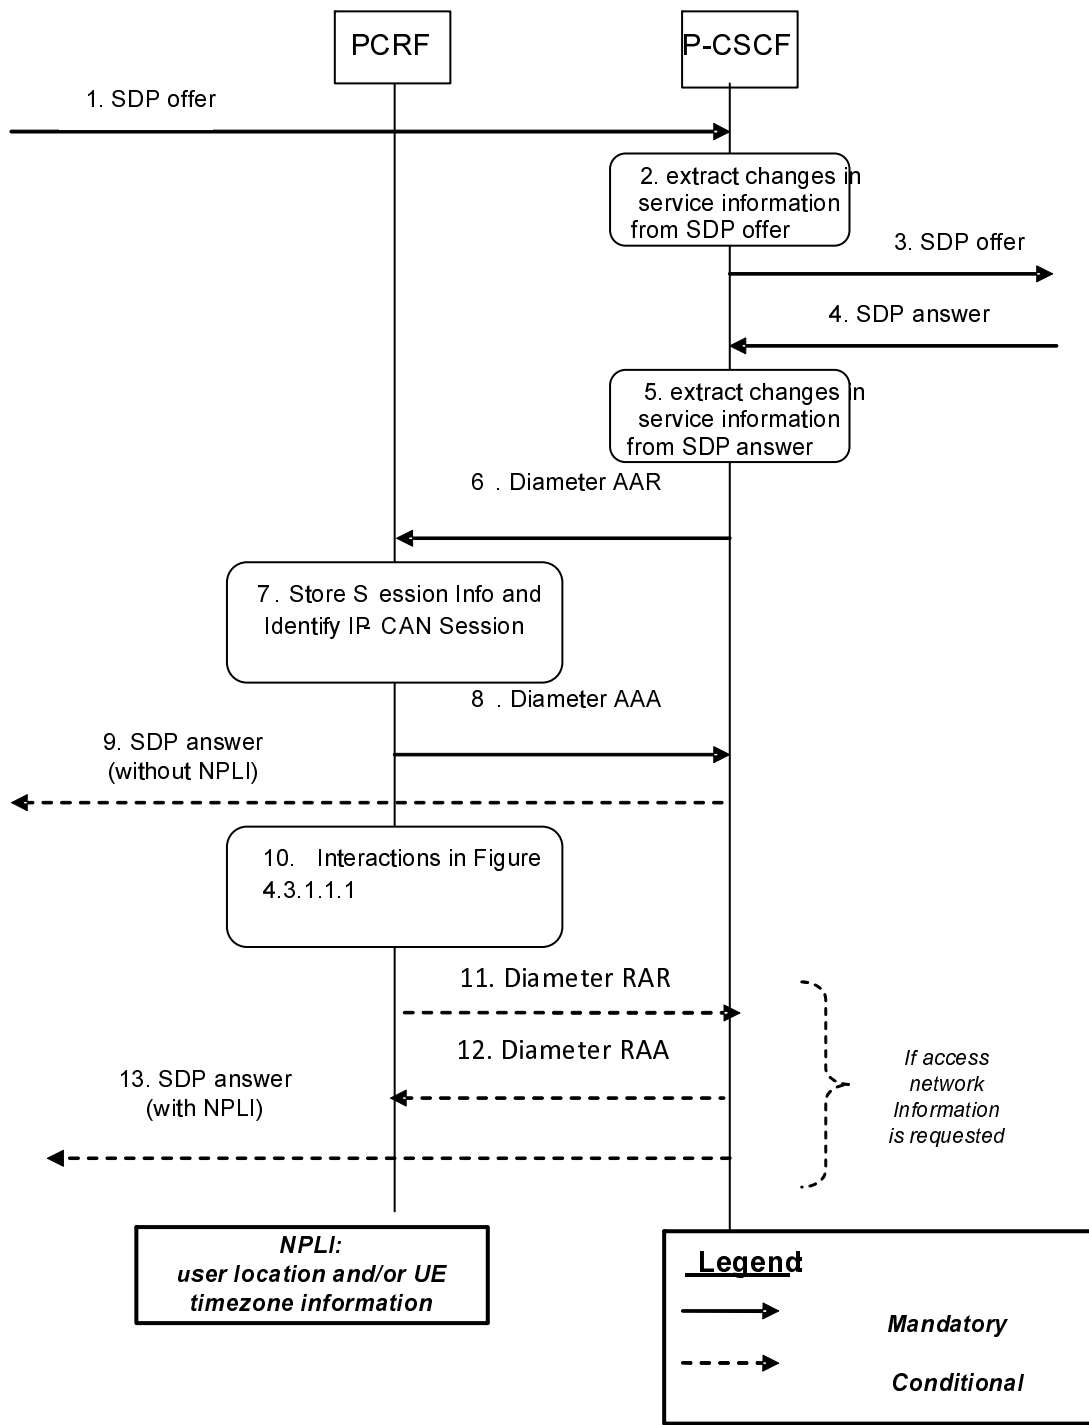 PCRF
P-CSCF
1. SDP offer
2. extract changes in
service information
from SDP offer
3. SDP offer
4. SDP answer
5. extract changes in
service information
from SDP answer
6 . Diameter AAR
7. Store S ession Info and
Identify IP- CAN Session
8 . Diameter AAA
9. SDP answer
(without NPLI)
10. Interactions in Figure
4.3.1.1.1
11. Diameter RAR
12. Diameter RAA
13. SDP answer
(with NPLI)
If access
network
Information
is requested
NPLI:
user location and/or UE
timezone information
Legend
Mandatory
Conditional